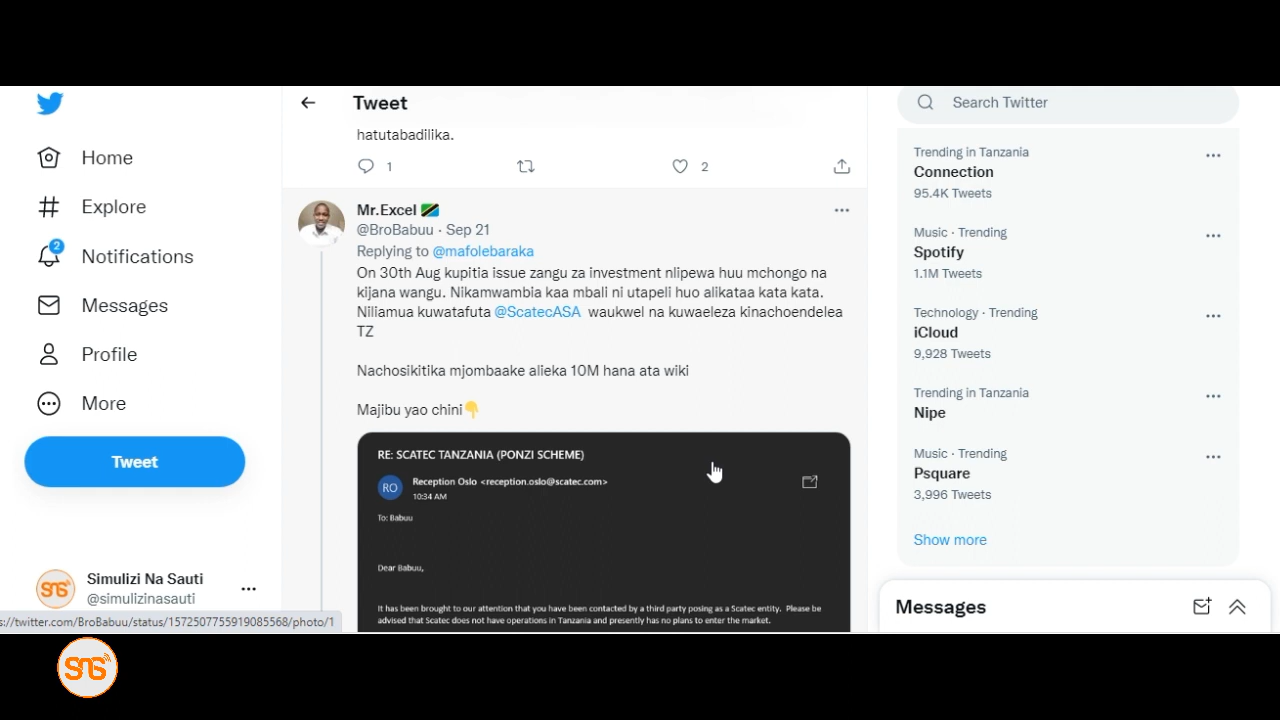 Home
Explore
2
Notifications
Messages
Profile
More
Tweet
Simulizi Na Sauti
@simulizinasauti
s://twitter.com/BroBabuu/status/1572507755919085568/photo/1
Tweet
hatutabadilika.
1
2
Mr.Excel
@BroBabuu · Sep 21
Replying to @mafolebaraka
On 30th Aug kupitia issue zangu za investment nlipewa huu mchongo na
kijana wangu. Nikamwambia kaa mbali ni utapeli huo alikataa kata kata.
Niliamua kuwatafuta @ScatecASA waukwel na kuwaeleza kinachoendelea
TZ
Nachosikitika mjombaake alieka 10M hana ata wiki
Majibu yao chini👇
RE: SCATEC TANZANIA (PONZI SCHEME)
RO
Reception Oslo <reception.oslo@scatec.com>
10:34 AM
To: Babuu
Dear Babuu,
It has been brought to our attention that you have been contacted by a third party posing as a Scatec entity. Please be
advised that Scatec does not have operations in Tanzania and presently has no plans to enter the market.
Search Twitter
Trending in Tanzania
Connection
95.4K Tweets
Music · Trending
Spotify
1.1M Tweets
Technology · Trending
iCloud
9,928 Tweets
Trending in Tanzania
Nipe
Music · Trending
Psquare
3,996 Tweets
Show more
Messages
SNS
SNS